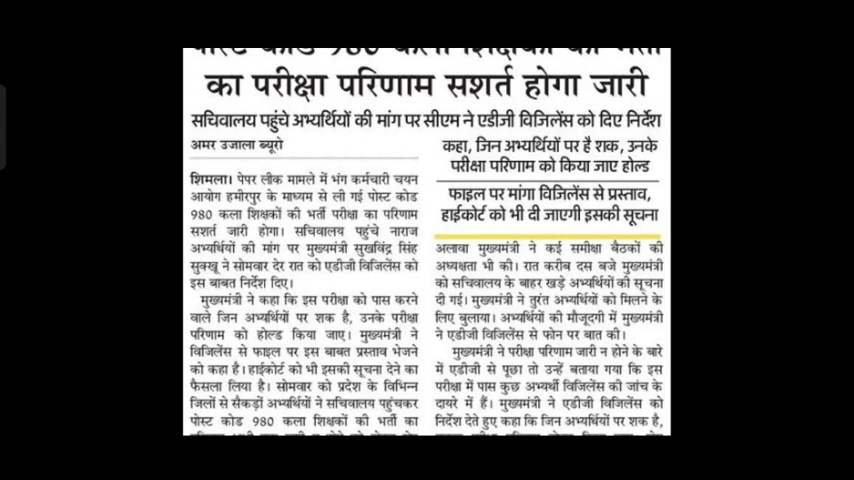 पोस्ट कोड 980 कला शिक्षकों की भर्ती
का परीक्षा परिणाम सशर्त होगा जारी
सचिवालय पहुंचे अभ्यर्थियों की मांग पर सीएम ने एडीजी विजिलेंस को दिए निर्देश
अमर उजाला ब्यूरो
शिमला। पेपर लीक मामले में भंग कर्मचारी चयन
आयोग हमीरपुर के माध्यम से ली गई पोस्ट कोड
980 कला शिक्षकों की भर्ती परीक्षा का परिणाम
सशर्त जारी होगा। सचिवालय पहुंचे नाराज
अभ्यर्थियों की मांग पर मुख्यमंत्री सुखविंद्र सिंह
सुक्खू ने सोमवार देर रात को एडीजी विजिलेंस को
इस बाबत निर्देश दिए।
मुख्यमंत्री ने कहा कि इस परीक्षा को पास करने
वाले जिन अभ्यर्थियों पर शक है, उनके परीक्षा
परिणाम को होल्ड किया जाए। मुख्यमंत्री ने
विजिलेंस से फाइल पर इस बाबत प्रस्ताव भेजने
को कहा है। हाईकोर्ट को भी इसकी सूचना देने का
फैसला लिया है। सोमवार को प्रदेश के विभिन्न
जिलों से सैकड़ों अभ्यर्थियों ने सचिवालय पहुंचकर
पोस्ट कोड 980 कला शिक्षकों की भर्ती का
कहा, जिन अभ्यर्थियों पर है शक, उनके
परीक्षा परिणाम को किया जाए होल्ड
फाइल पर मांगा विजिलेंस से प्रस्ताव,
हाईकोर्ट को भी दी जाएगी इसकी सूचना
अलावा मुख्यमंत्री ने कई समीक्षा बैठकों की
अध्यक्षता भी की। रात करीब दस बजे मुख्यमंत्री
को सचिवालय के बाहर खड़े अभ्यर्थियों की सूचना
दी गई। मुख्यमंत्री ने तुरंत अभ्यर्थियों को मिलने के
लिए बुलाया। अभ्यर्थियों की मौजूदगी में मुख्यमंत्री
ने एडीजी विजिलेंस से फोन पर बात की।
मुख्यमंत्री ने परीक्षा परिणाम जारी न होने के बारे
में एडीजी से पूछा तो उन्हें बताया गया कि इस
परीक्षा में पास कुछ अभ्यर्थी विजिलेंस की जांच के
दायरे में हैं। मुख्यमंत्री ने एडीजी विजिलेंस को
निर्देश देते हुए कहा कि जिन अभ्यर्थियों पर शक है,